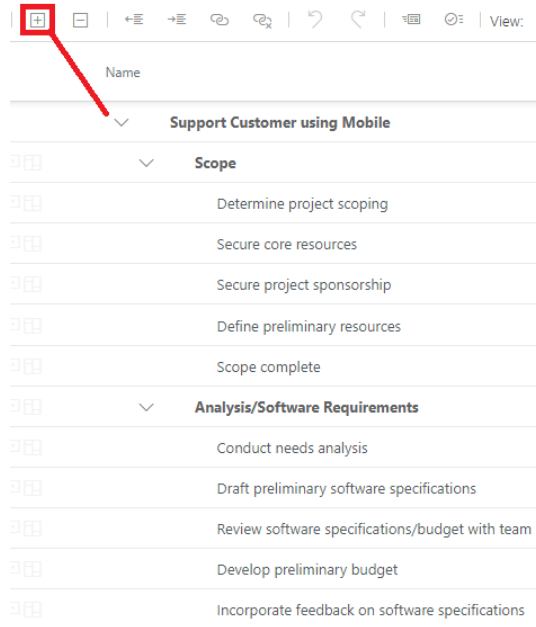 View:
Name
Support Customer using Mobile
Scope
Determine project scoping
Secure core resources
Secure project sponsorship
Define preliminary resources
Scope complete
Analysis/Software Requirements
Conduct needs analysis
Draft preliminary software specifications
Review software specifications/budget with team
Develop preliminary budget
Incorporate feedback on software specifications